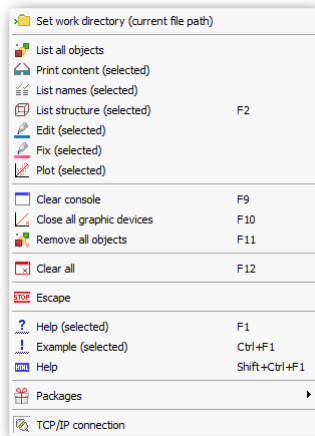 Set work directory (current file path)
List all objects
Print content (selected)
List names (selected)
List structure (selected) F2
Edit (selected)
Fix (selected)
Plot (selected)
Clear console F9
Close all graphic devices F10
Remove all objects F11
Clear all F12
STOP Escape
? Help (selected) F1
! Example (selected) Ctrl+F1
HTML Help Shift+Ctrl+F1
Packages
TCP/IP connection